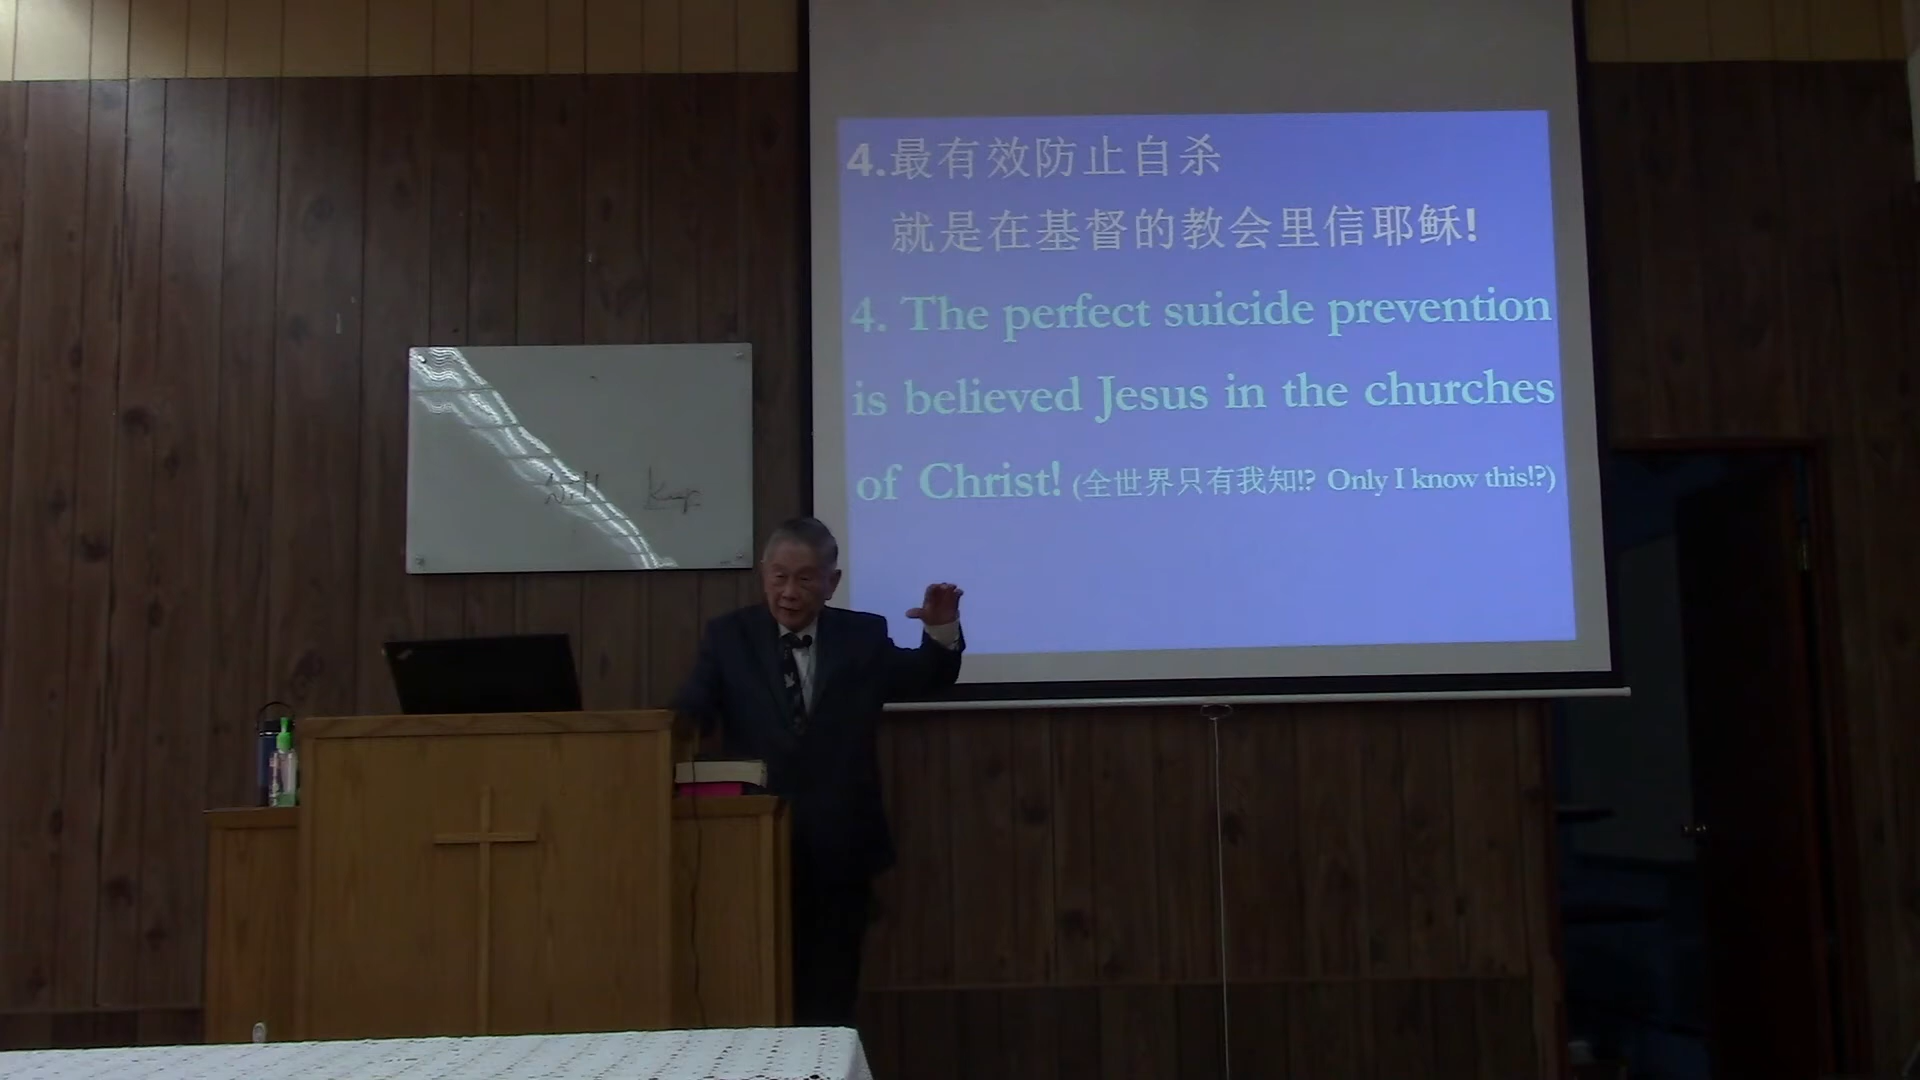 4.最有效防止自杀
就是在基督的教会里信耶稣!
4. The perfect suicide prevention
is believed Jesus in the churches
of Christ! (全世界只有我知!? Only I know this!?)